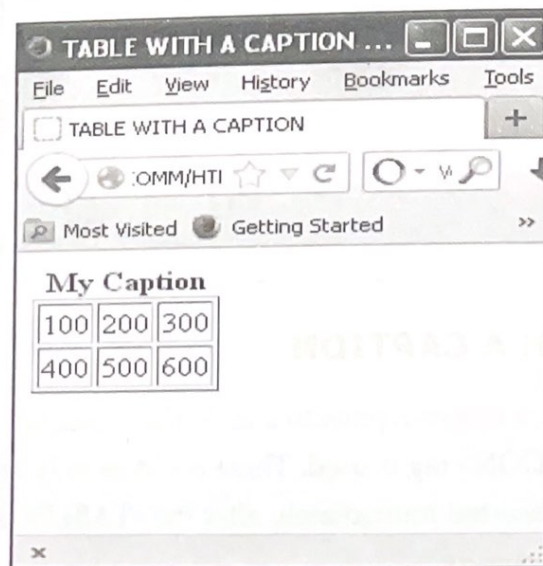 TABLE WITH A CAPTION ...
File Edit View History Bookmarks Tools
TABLE WITH A CAPTION +
:OMM/HTI
Most Visited Getting Started »
My Caption
100 200 300
400 500 600
×